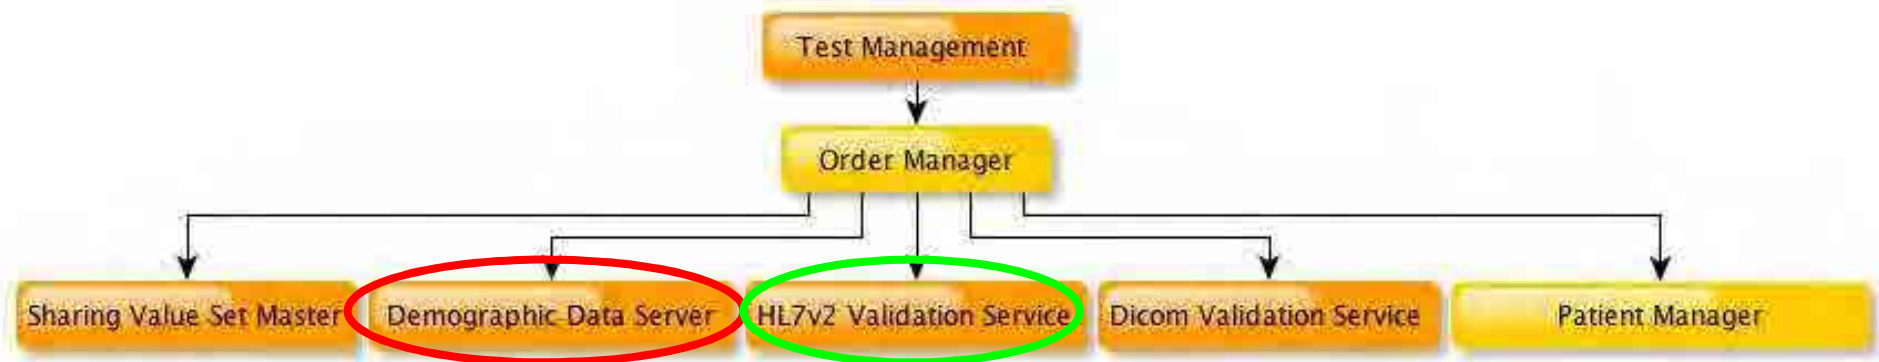 Test Management
Order Manager
Sharing Value Set Master
Demographic Data Server
HL7v2 Validation Service
Dicom Validation Service
Patient Manager